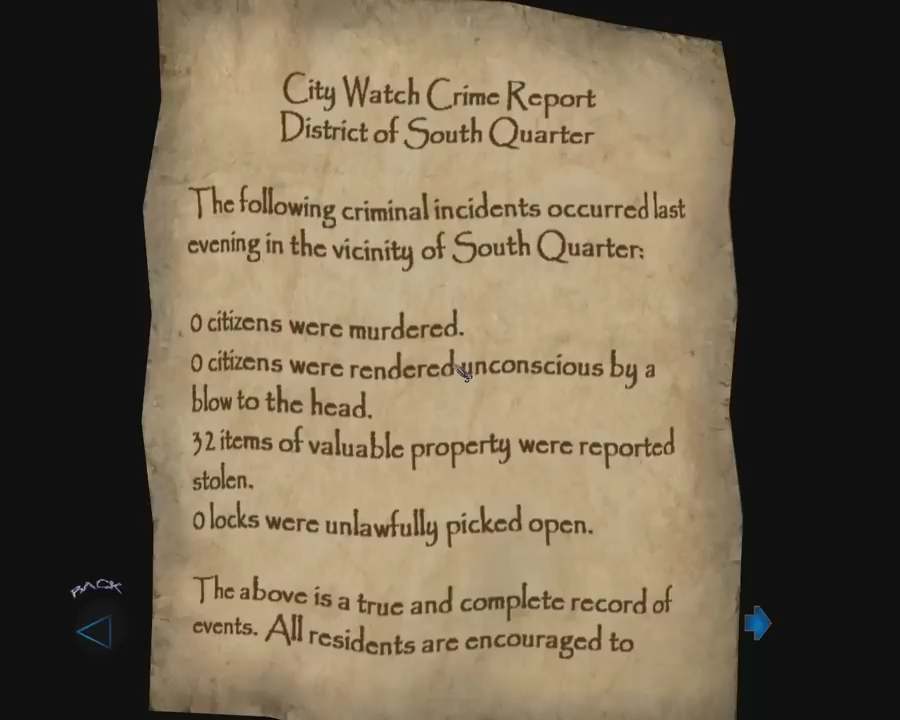 City Watch Crime Report
District of South Quarter
The following criminal incidents occurred last
evening in the vicinity of South Quarter:
0 citizens were murdered.
0 citizens were rendered unconscious by a
blow to the head.
32 items of valuable property were reported
stolen.
0 locks were unlawfully picked open.
The above is a true and complete record of
events. All residents are encouraged to
BACK